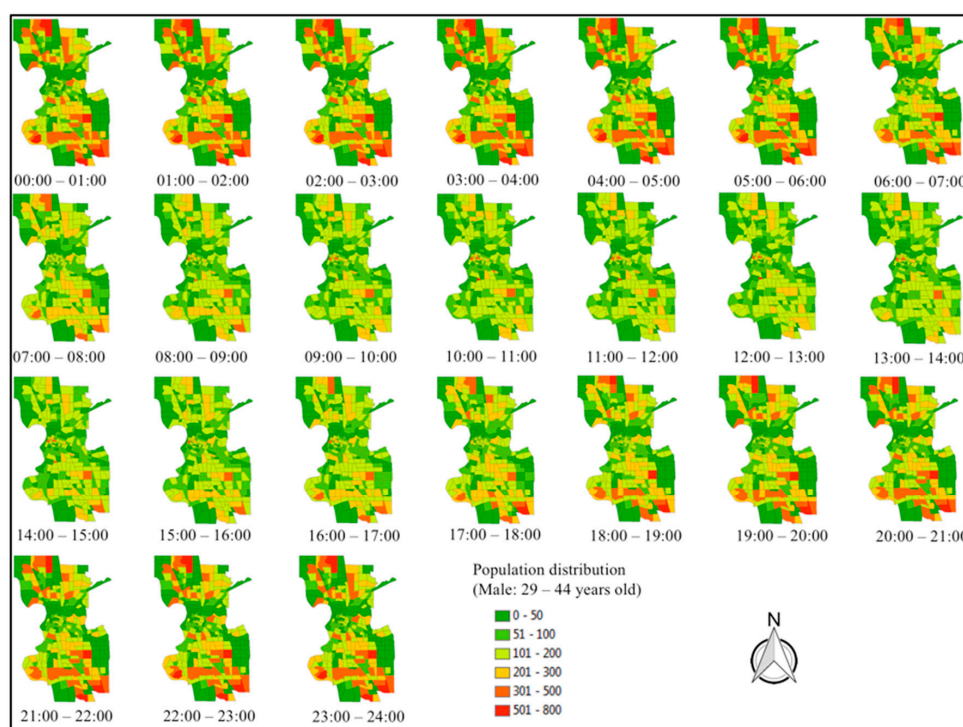 00:00 – 01:00
01:00 – 02:00
02:00 – 03:00
03:00 – 04:00
04:00 – 05:00
05:00 – 06:00
06:00 – 07:00
07:00 – 08:00
08:00 – 09:00
09:00 – 10:00
10:00 – 11:00
11:00 – 12:00
12:00 – 13:00
13:00 – 14:00
14:00 – 15:00
15:00 – 16:00
16:00 – 17:00
17:00 – 18:00
18:00 – 19:00
19:00 – 20:00
20:00 – 21:00
21:00 – 22:00
22:00 – 23:00
23:00 – 24:00
Population distribution
(Male: 29 – 44 years old)
0 - 50
51 - 100
101 - 200
201 - 300
301 - 500
501 - 800
N